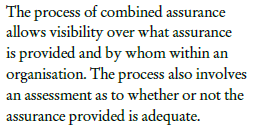 The process of combined assurance
allows visibility over what assurance
is provided and by whom within an
organisation. The process also involves
an assessment as to whether or not the
assurance provided is adequate.